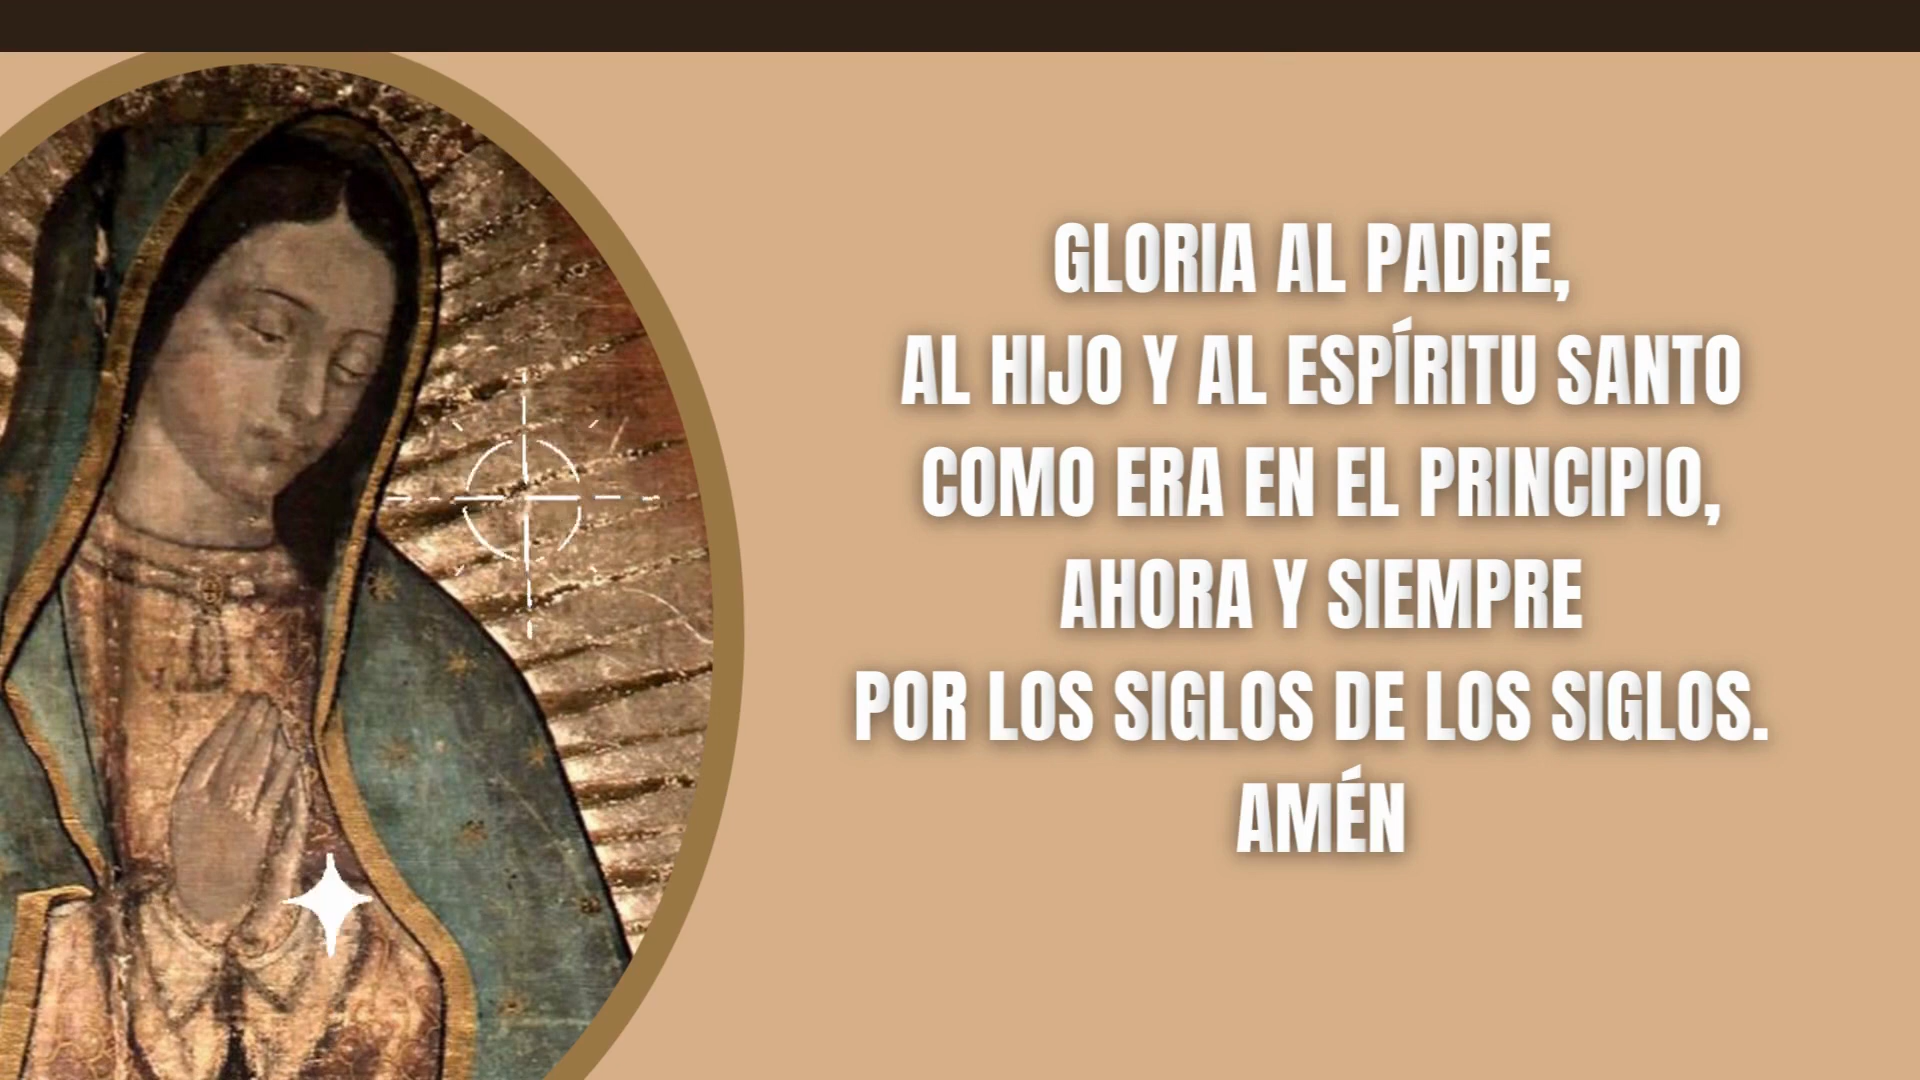 GLORIA AL PADRE,
AL HIJO Y AL ESPÍRITU SANTO
COMO ERA EN EL PRINCIPIO,
AHORA Y SIEMPRE
POR LOS SIGLOS DE LOS SIGLOS.
AMÉN